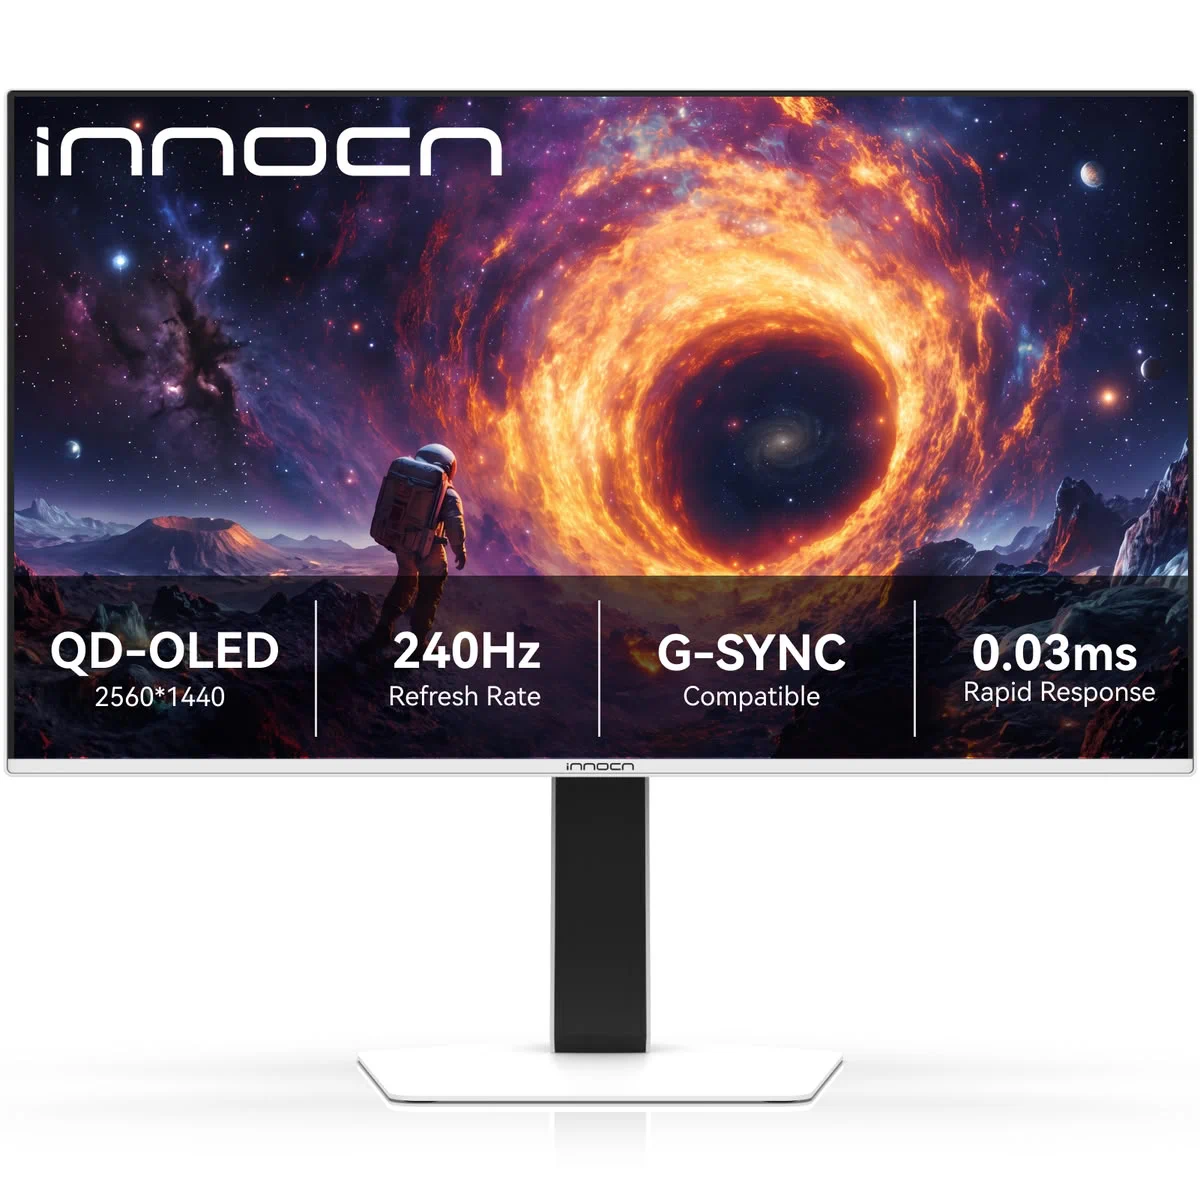 innocn
QD-OLED
2560*1440
240Hz
Refresh Rate
G-SYNC
Compatible
0.03ms
Rapid Response
innocn